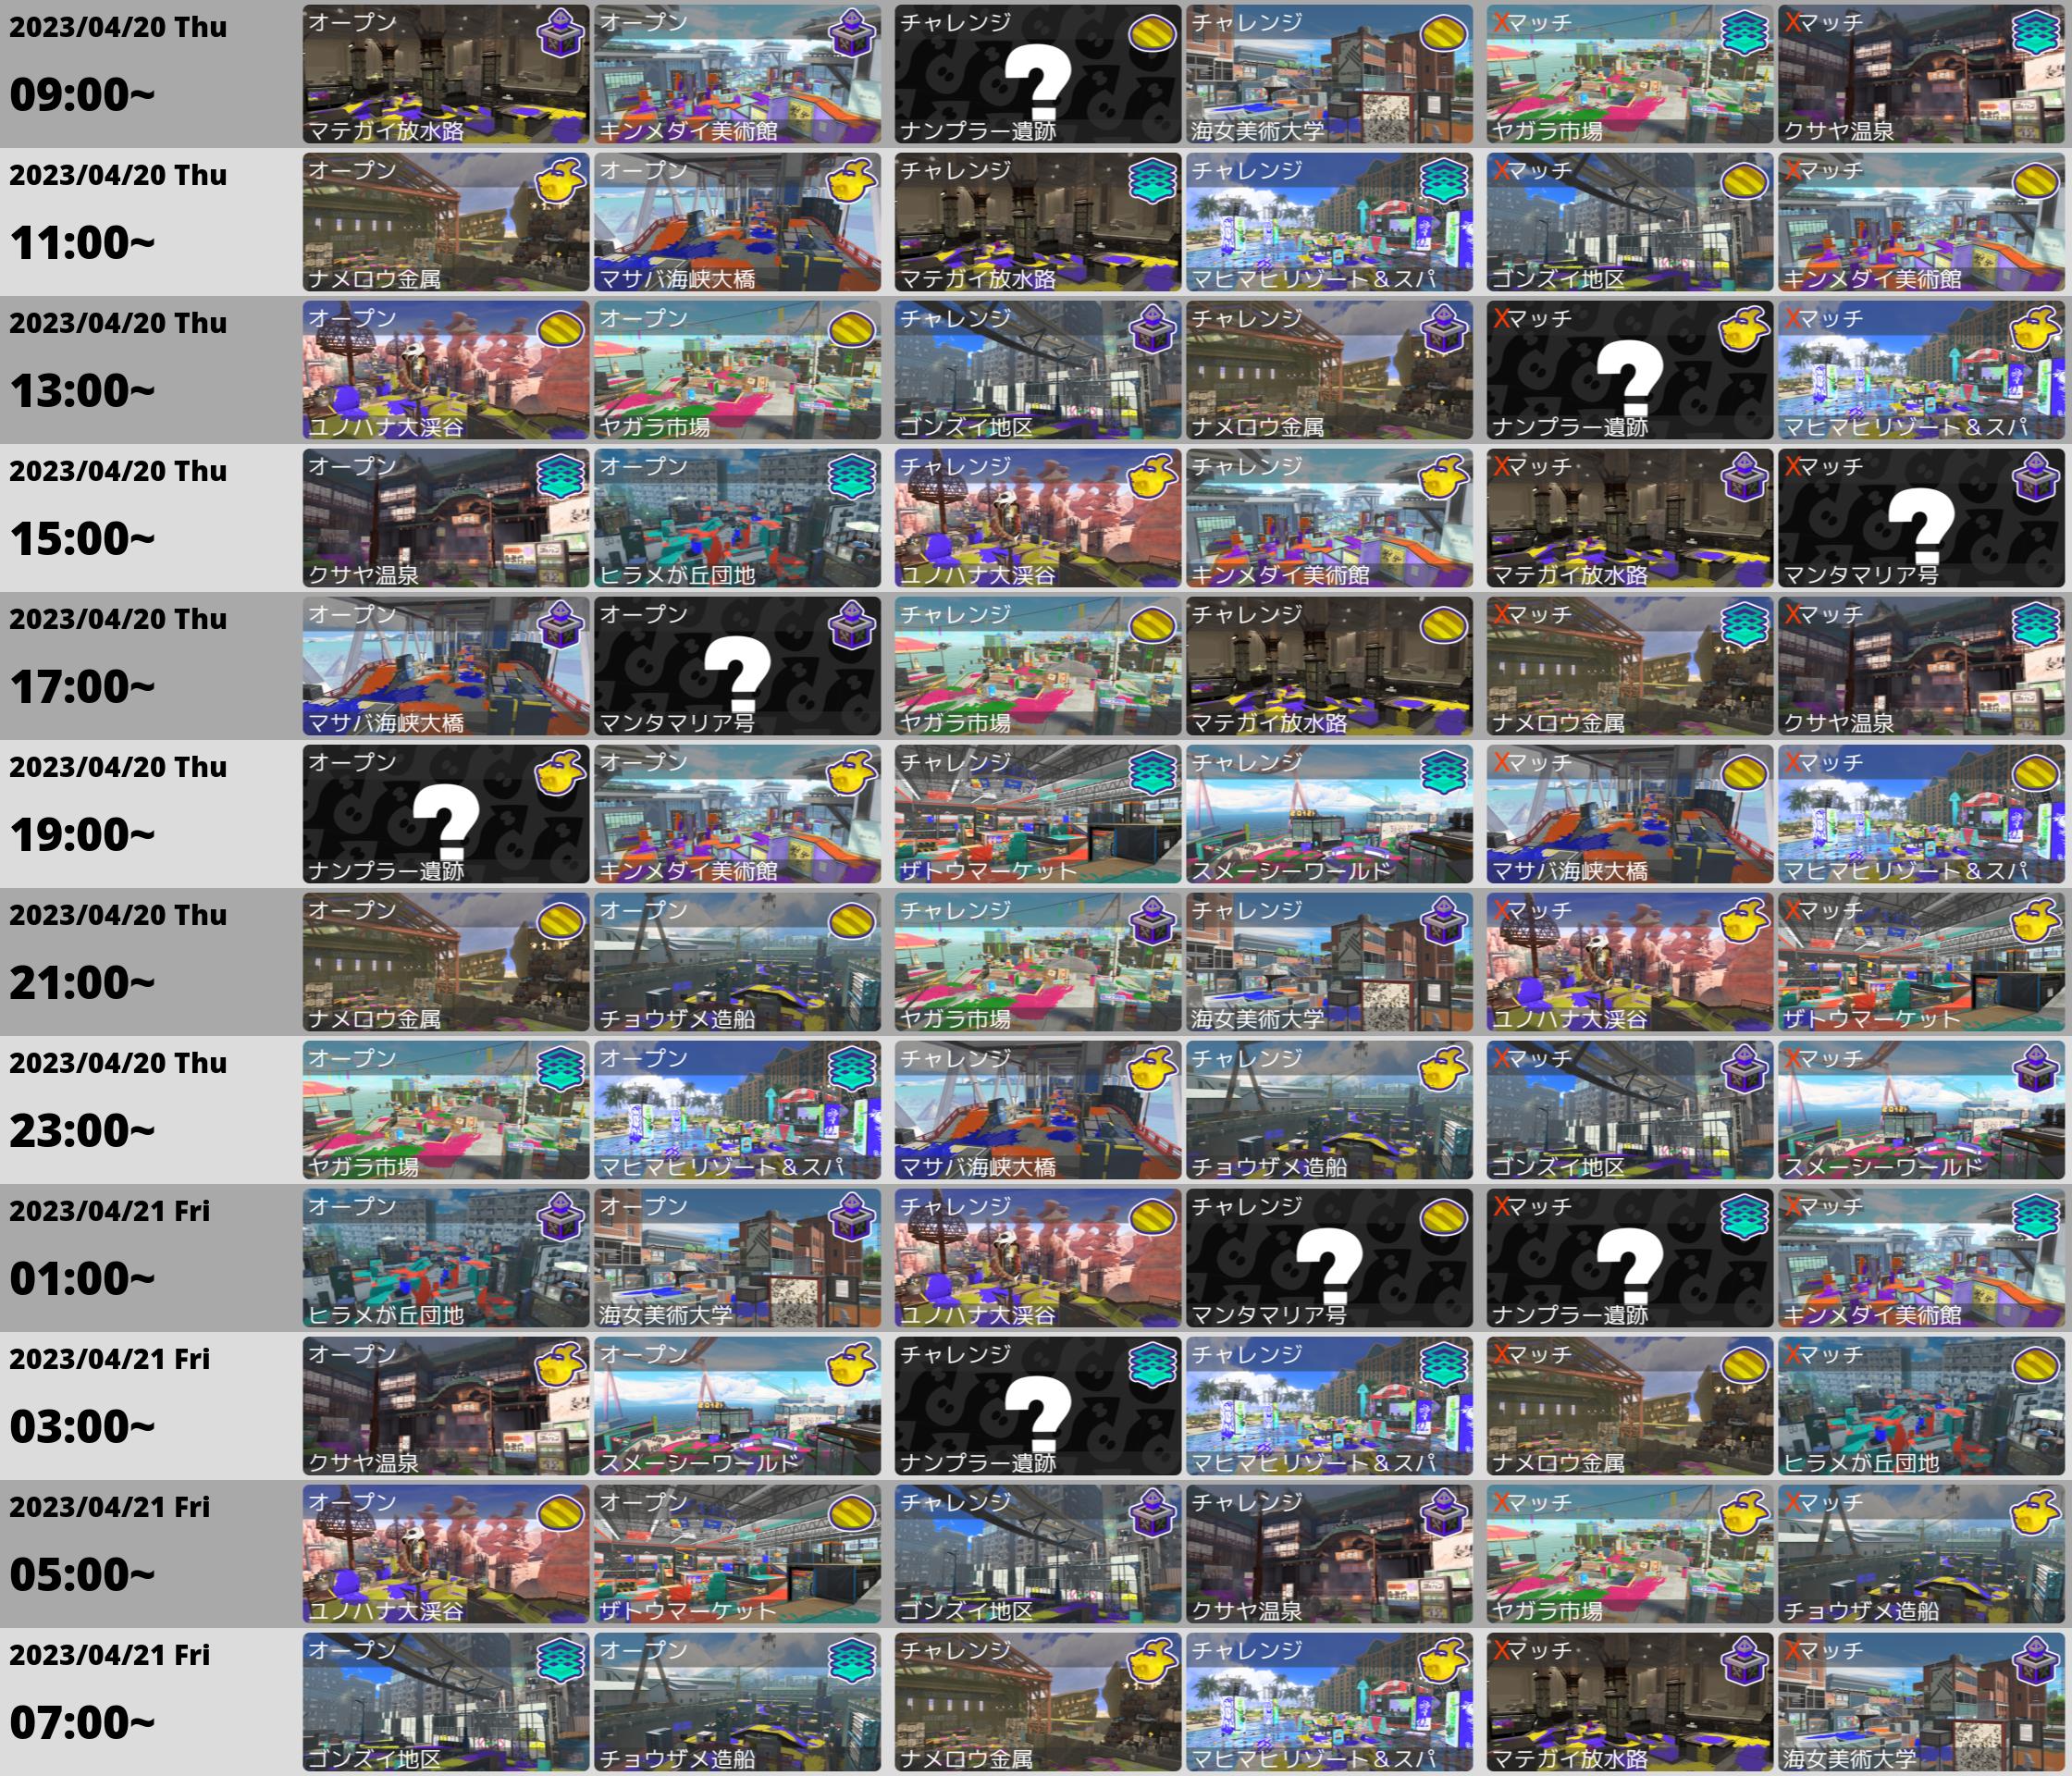 2023/04/20 Thu
09:00~
オープン オープン チャレンジ チャレンジ Xマッチ Xマッチ
マテガイ放水路 キンメダイ美術館 ナンプラー遺跡 海女美術大学 ヤガラ市場 クサヤ温泉
2023/04/20 Thu
11:00~
オープン オープン チャレンジ チャレンジ Xマッチ Xマッチ
ナメロウ金属 マサバ海峡大橋 マテガイ放水路 マヒマヒリゾート&スパ ゴンズイ地区 キンメダイ美術館
2023/04/20 Thu
13:00~
オープン オープン チャレンジ チャレンジ Xマッチ Xマッチ
ユノハナ大渓谷 ヤガラ市場 ゴンズイ地区 ナメロウ金属 ナンプラー遺跡 マヒマヒリゾート&スパ
2023/04/20 Thu
15:00~
オープン オープン チャレンジ チャレンジ Xマッチ Xマッチ
クサヤ温泉 ヒラメが丘団地 ユノハナ大渓谷 キンメダイ美術館 マテガイ放水路 マンタマリア号
2023/04/20 Thu
17:00~
オープン オープン チャレンジ チャレンジ Xマッチ Xマッチ
マサバ海峡大橋 マンタマリア号 ヤガラ市場 マテガイ放水路 ナメロウ金属 クサヤ温泉
2023/04/20 Thu
19:00~
オープン オープン チャレンジ チャレンジ Xマッチ Xマッチ
ナンプラー遺跡 キンメダイ美術館 ザトウマーケット スメーシーワールド マサバ海峡大橋 マヒマヒリゾート&スパ
2023/04/20 Thu
21:00~
オープン オープン チャレンジ チャレンジ Xマッチ Xマッチ
ナメロウ金属 チョウザメ造船 ヤガラ市場 海女美術大学 ユノハナ大渓谷 ザトウマーケット
2023/04/20 Thu
23:00~
オープン オープン チャレンジ チャレンジ Xマッチ Xマッチ
ヤガラ市場 マヒマヒリゾート&スパ マサバ海峡大橋 チョウザメ造船 ゴンズイ地区 スメーシーワールド
2023/04/21 Fri
01:00~
オープン オープン チャレンジ チャレンジ Xマッチ Xマッチ
ヒラメが丘団地 海女美術大学 ユノハナ大渓谷 マンタマリア号 ナンプラー遺跡 キンメダイ美術館
2023/04/21 Fri
03:00~
オープン オープン チャレンジ チャレンジ Xマッチ Xマッチ
クサヤ温泉 スメーシーワールド ナンプラー遺跡 マヒマヒリゾート&スパ ナメロウ金属 ヒラメが丘団地
2023/04/21 Fri
05:00~
オープン オープン チャレンジ チャレンジ Xマッチ Xマッチ
ユノハナ大渓谷 ザトウマーケット ゴンズイ地区 クサヤ温泉 ヤガラ市場 チョウザメ造船
2023/04/21 Fri
07:00~
オープン オープン チャレンジ チャレンジ Xマッチ Xマッチ
ゴンズイ地区 チョウザメ造船 ナメロウ金属 マヒマヒリゾート&スパ マテガイ放水路 海女美術大学